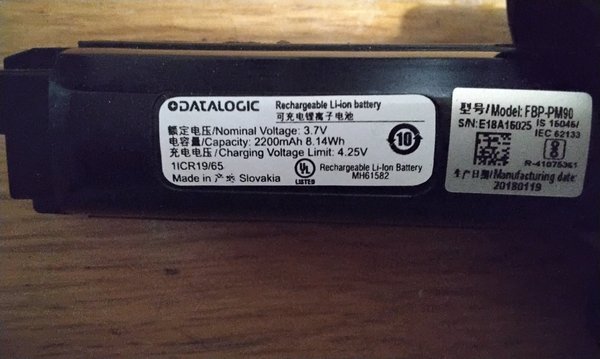 DATALOGIC Rechargeable Li-ion battery
可充电锂离子电池
额定电压/Nominal Voltage: 3.7V
电容量/Capacity: 2200mAh 8.14Wh
充电电压/Charging Voltage Limit: 4.25V
1ICR19/65
Made in 产地 Slovakia
10
UL LISTED
Rechargeable Li-Ion Battery
MH61582
型号/Model: FBP-PM90
S/N: E18A16025
IS 16046/
IEC 62133
R-41075361
生产日期/Manufacturing date:
20180119